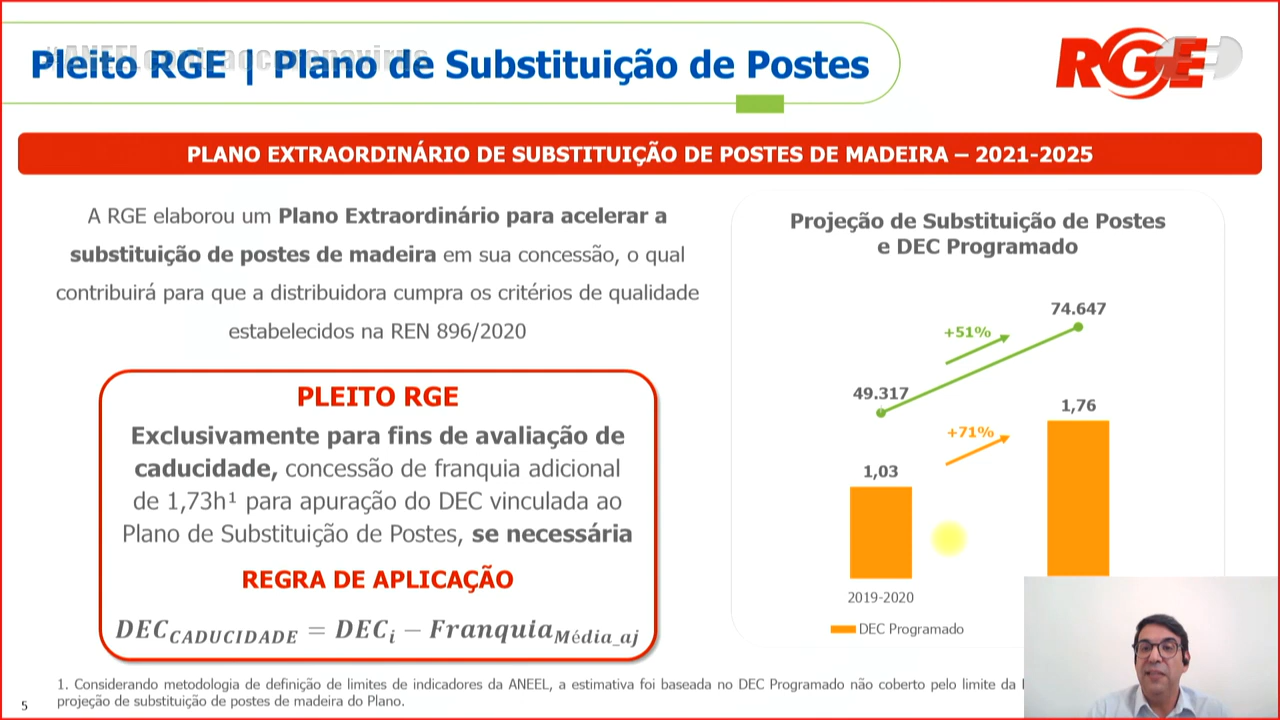 #ANEELcontraocoronavirus
Pleito RGE | Plano de Substituição de Postes
RGE
PLANO EXTRAORDINÁRIO DE SUBSTITUIÇÃO DE POSTES DE MADEIRA – 2021-2025
A RGE elaborou um Plano Extraordinário para acelerar a
substituição de postes de madeira em sua concessão, o qual
contribuirá para que a distribuidora cumpra os critérios de qualidade
estabelecidos na REN 896/2020
PLEITO RGE
Exclusivamente para fins de avaliação de
caducidade, concessão de franquia adicional
de 1,73h¹ para apuração do DEC vinculada ao
Plano de Substituição de Postes, se necessária
REGRA DE APLICAÇÃO
DEC_CADUCIDADE = DEC_i − Franquia_Média_aj
Projeção de Substituição de Postes
e DEC Programado
74.647
+51%
49.317
1,76
+71%
1,03
2019-2020
DEC Programado
1. Considerando metodologia de definição de limites de indicadores da ANEEL, a estimativa foi baseada no DEC Programado não coberto pelo limite da
projeção de substituição de postes de madeira do Plano.
5